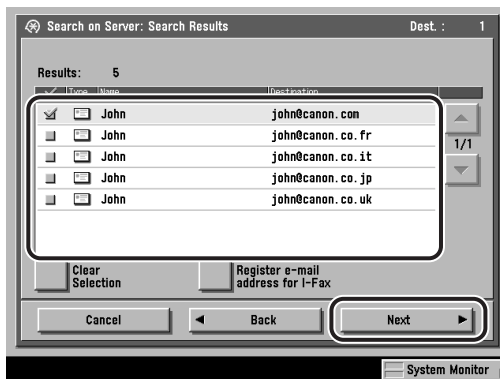 Search on Server: Search Results Dest. : 1
Results: 5
Type Name Destination
John john@canon.com
John john@canon.co.fr
1/1
John john@canon.co.it
John john@canon.co.jp
John john@canon.co.uk
Clear Selection
Register e-mail address for I-Fax
Cancel
Back
Next
System Monitor